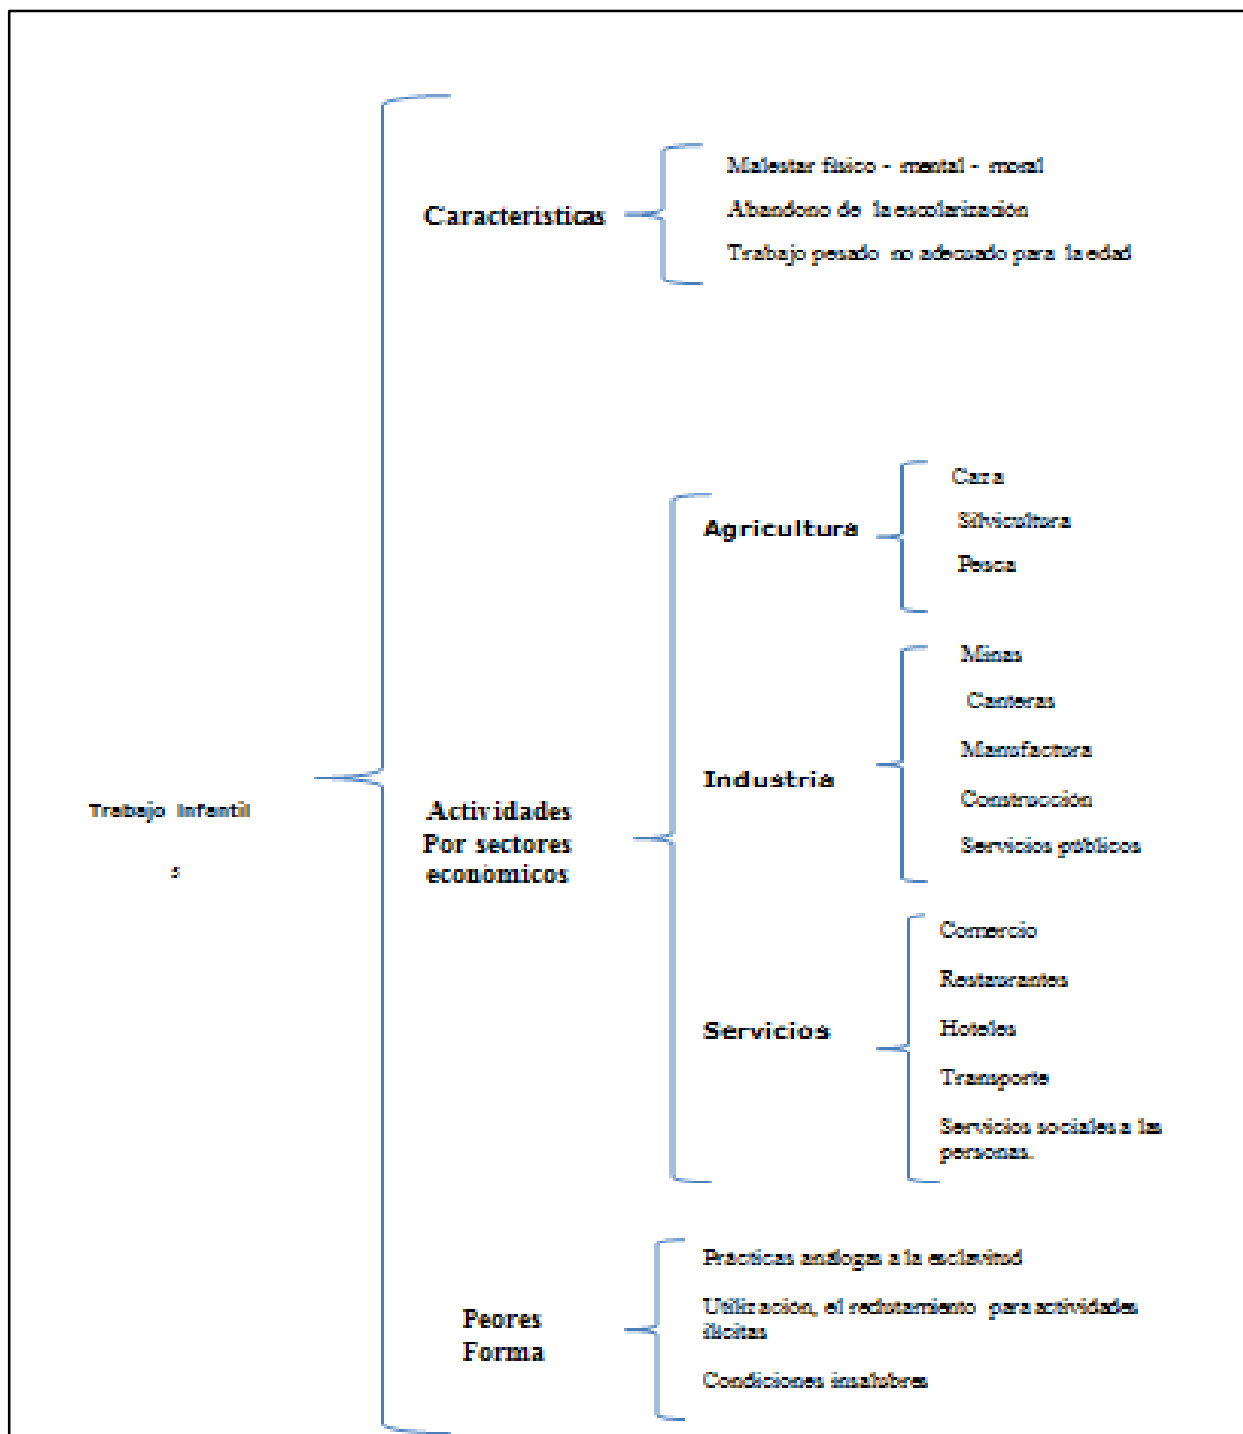 Trabajo Infantil
s
Características
Malestar físico - mental - moral
Abandono de la escolarización
Trabajo pesado no adecuado para la edad
Actividades
Por sectores
económicos
Agricultura
Caza
Silvicultura
Pesca
Industria
Minas
Canteras
Manufactura
Construcción
Servicios públicos
Servicios
Comercio
Restaurantes
Hoteles
Transporte
Servicios sociales a las
personas.
Peores
Forma
Prácticas análogas a la esclavitud
Utilización, el reclutamiento para actividades
ilícitas
Condiciones insalubres